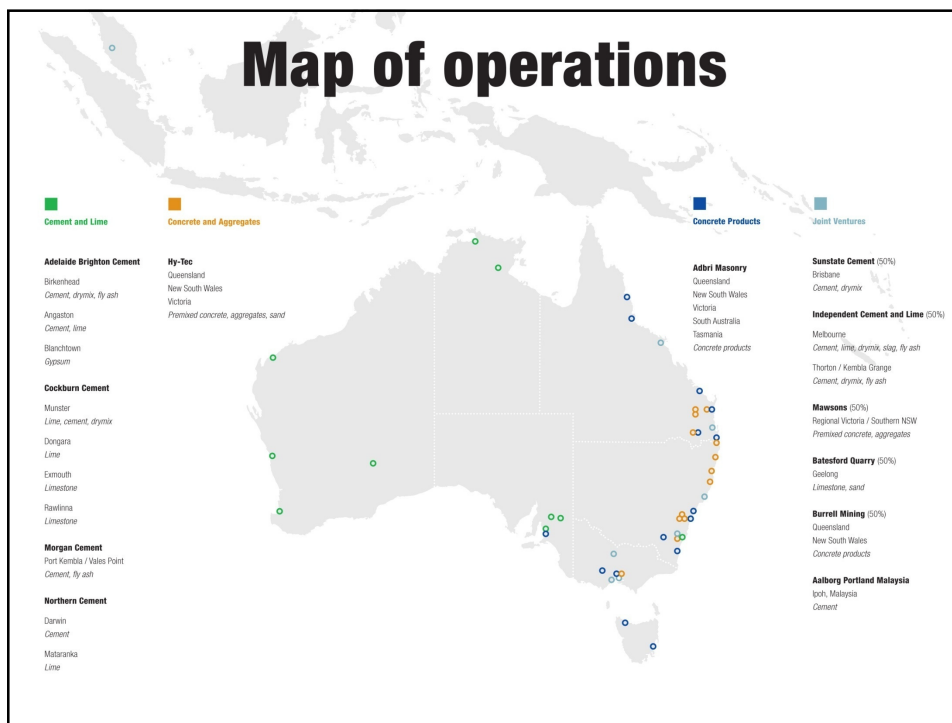 Map of operations
Cement and Lime
Adelaide Brighton Cement
Birkenhead
Cement, drymix, fly ash
Angaston
Cement, lime
Blanchtown
Gypsum
Cockburn Cement
Munster
Lime, cement, drymix
Dongara
Lime
Exmouth
Limestone
Rawlinna
Limestone
Morgan Cement
Port Kembla / Vales Point
Cement, fly ash
Northern Cement
Darwin
Cement
Mataranka
Lime
Concrete and Aggregates
Hy-Tec
Queensland
New South Wales
Victoria
Premixed concrete, aggregates, sand
Concrete Products
Adbri Masonry
Queensland
New South Wales
Victoria
South Australia
Tasmania
Concrete products
Joint Ventures
Sunstate Cement (50%)
Brisbane
Cement, drymix
Independent Cement and Lime (50%)
Melbourne
Cement, lime, drymix, slag, fly ash
Thorton / Kembla Grange
Cement, drymix, fly ash
Mawsons (50%)
Regional Victoria / Southern NSW
Premixed concrete, aggregates
Batesford Quarry (50%)
Geelong
Limestone, sand
Burrell Mining (50%)
Queensland
New South Wales
Concrete products
Aalborg Portland Malaysia
Ipoh, Malaysia
Cement